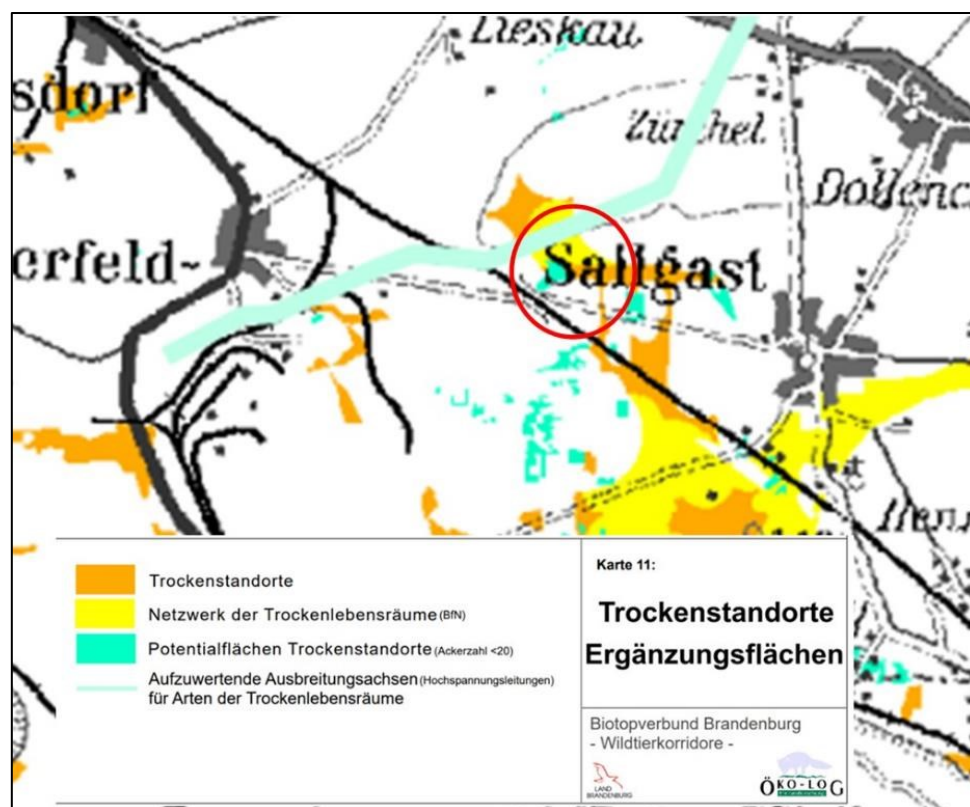 Lieskau
sdorf
Zürchel
Dollenc
erfeld-
Sallgast
Henn
Trockenstandorte
Netzwerk der Trockenlebensräume (BfN)
Potentialflächen Trockenstandorte (Ackerzahl <20)
Aufzuwertende Ausbreitungsachsen (Hochspannungsleitungen)
für Arten der Trockenlebensräume
Karte 11:
Trockenstandorte
Ergänzungsflächen
Biotopverbund Brandenburg
- Wildtierkorridore -
LAND
BRANDENBURG
ÖKO-LOG